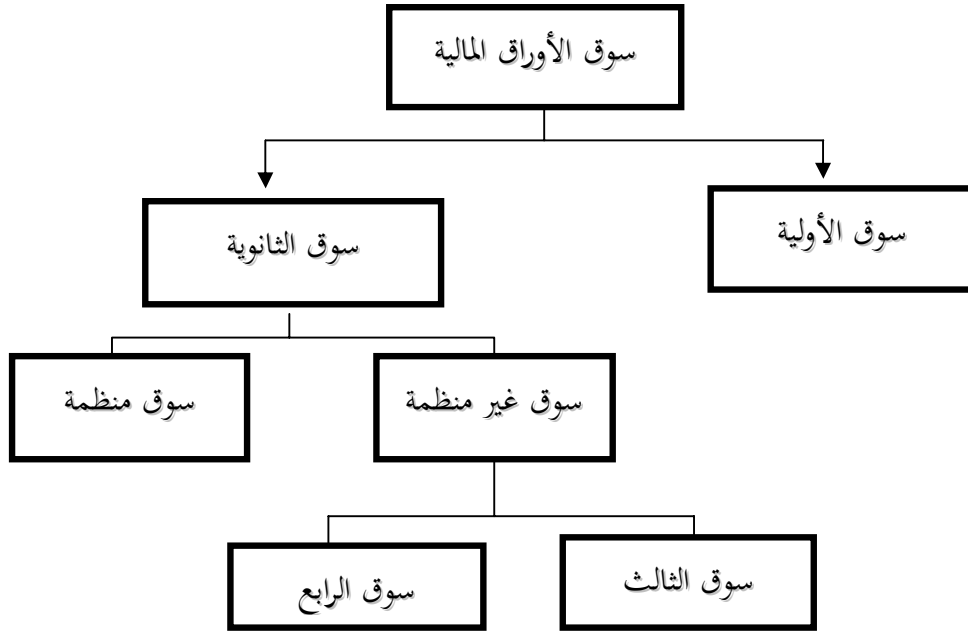 سوق الأوراق المالية
سوق الأولية
سوق الثانوية
سوق غير منظمة
سوق منظمة
سوق الثالث
سوق الرابع